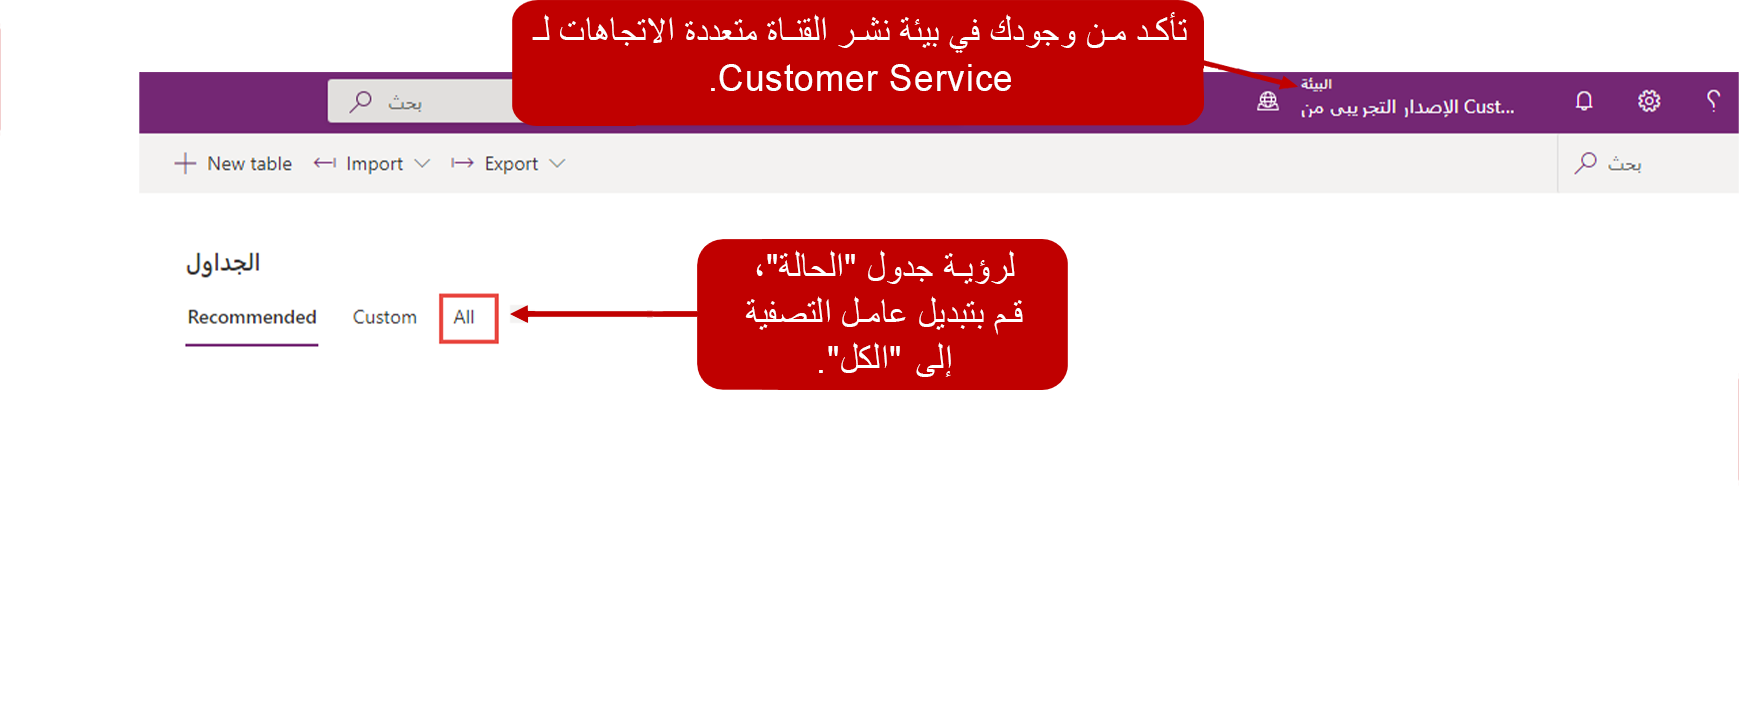 تأكد من وجودك في بيئة نشر القناة متعددة الاتجاهات لـ
Customer Service.
بحث
البيئة
الإصدار التجريبي من Cust...
؟
New table
Import
Export
بحث
الجداول
Recommended
Custom
All
لرؤية جدول "الحالة"،
قم بتبديل عامل التصفية
إلى "الكل".